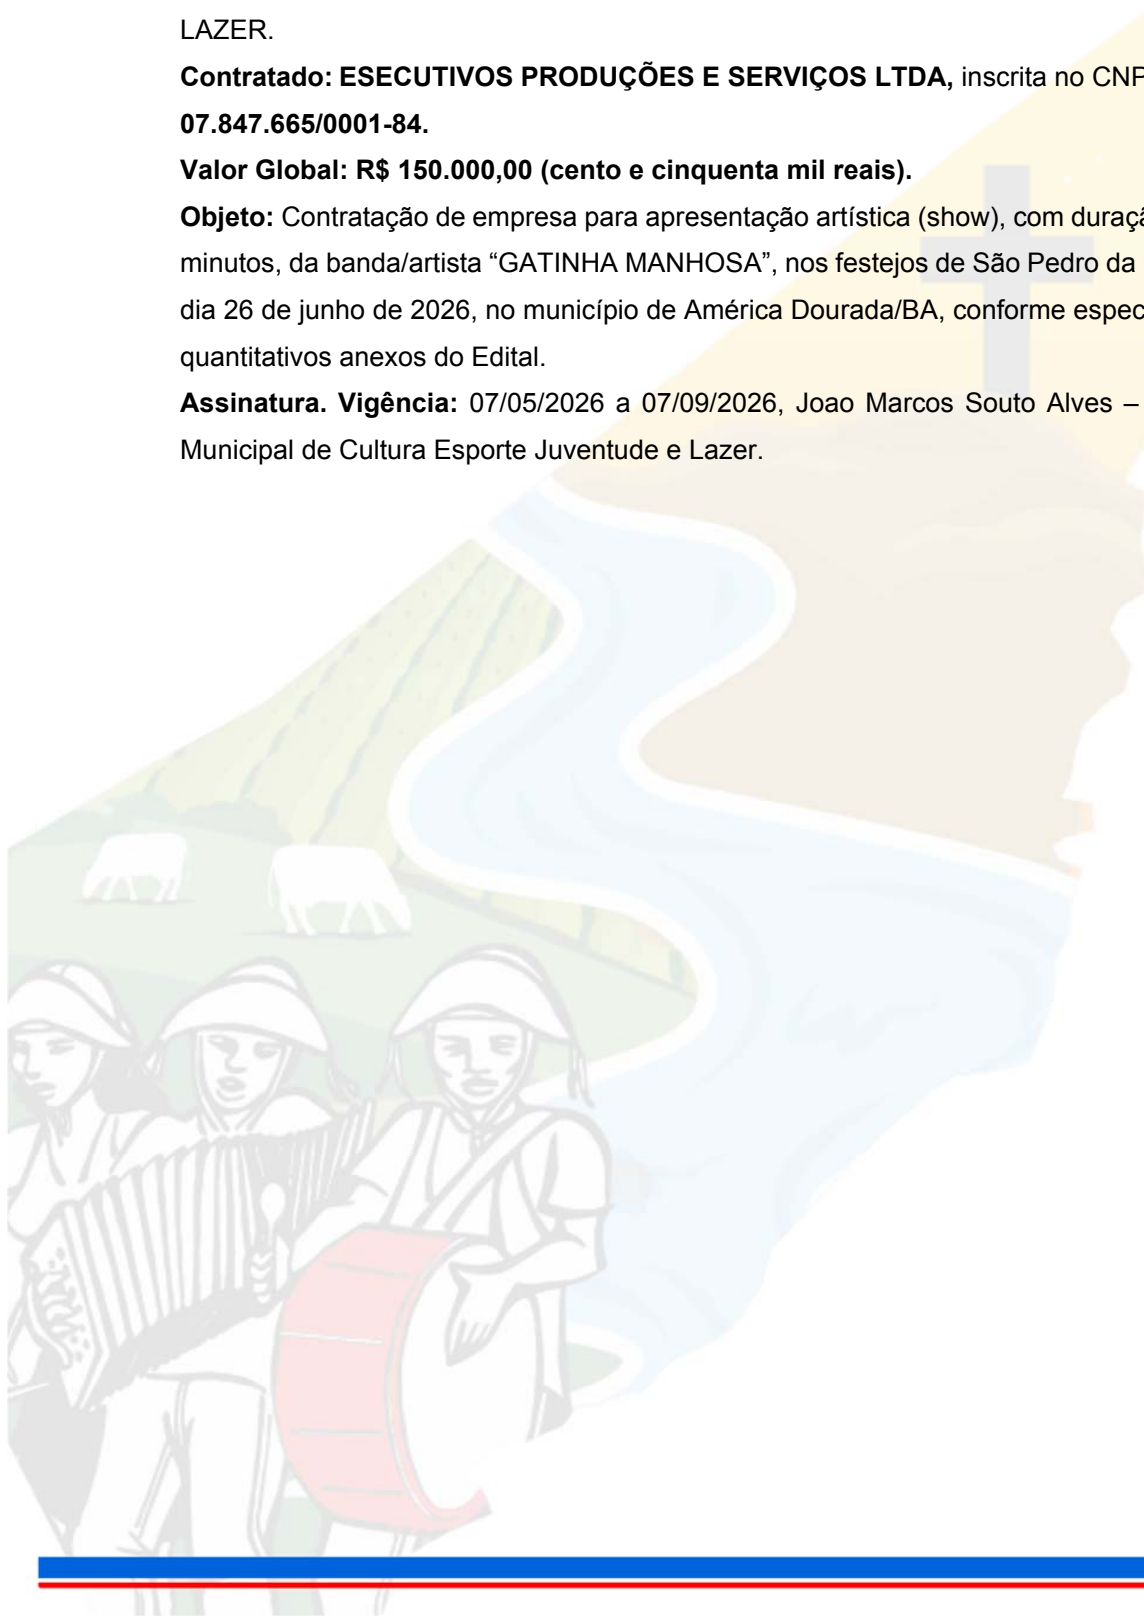 LAZER.
Contratado: ESECUTIVOS PRODUÇÕES E SERVIÇOS LTDA, inscrita no CNP
07.847.665/0001-84.
Valor Global: R$ 150.000,00 (cento e cinquenta mil reais).
Objeto: Contratação de empresa para apresentação artística (show), com duraçã
minutos, da banda/artista “GATINHA MANHOSA”, nos festejos de São Pedro da
dia 26 de junho de 2026, no município de América Dourada/BA, conforme espec
quantitativos anexos do Edital.
Assinatura. Vigência: 07/05/2026 a 07/09/2026, Joao Marcos Souto Alves –
Municipal de Cultura Esporte Juventude e Lazer.